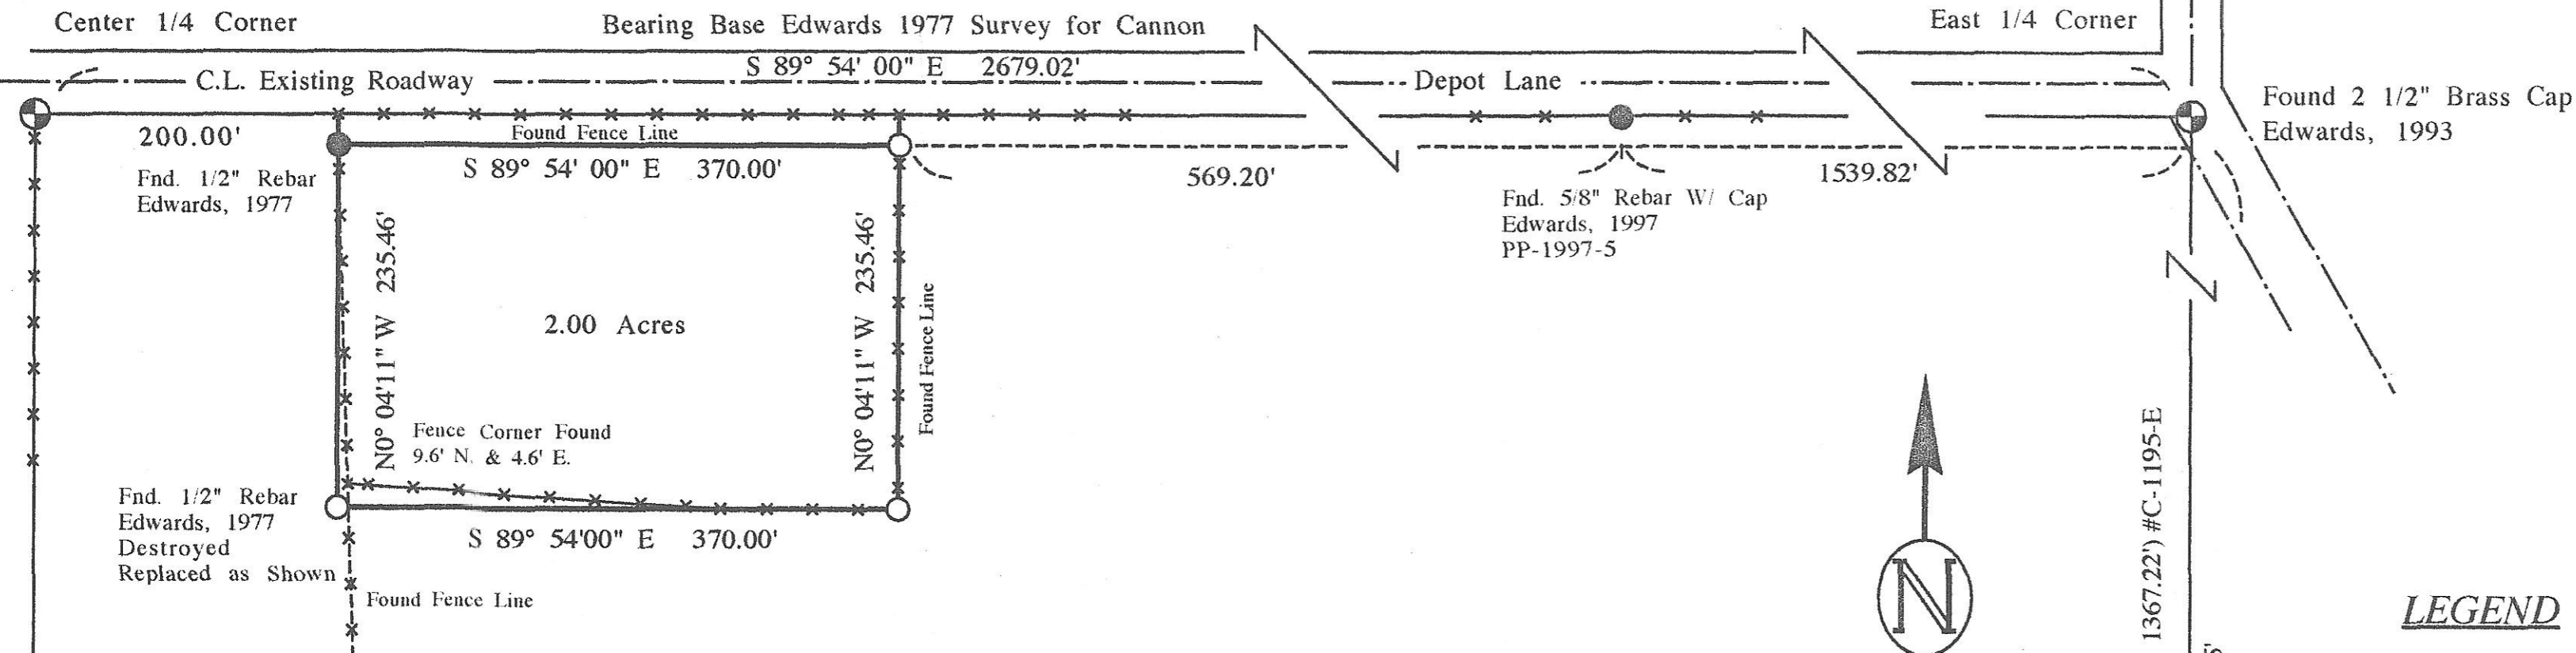 Center 1/4 Corner
Bearing Base Edwards 1977 Survey for Cannon
East 1/4 Corner
S 89° 54' 00" E 2679.02'
C.L. Existing Roadway
Depot Lane
Found 2 1/2" Brass Cap
Edwards, 1993
200.00'
Found Fence Line
S 89° 54' 00" E 370.00'
569.20'
1539.82'
Fnd. 1/2" Rebar
Edwards, 1977
Fnd. 5/8" Rebar W/ Cap
Edwards, 1997
PP-1997-5
N0° 04'11" W 235.46'
2.00 Acres
N0° 04'11" W 235.46'
Found Fence Line
Fence Corner Found
9.6' N. & 4.6' E.
Fnd. 1/2" Rebar
Edwards, 1977
Destroyed
Replaced as Shown
S 89° 54'00" E 370.00'
Found Fence Line
N
1367.22') #C-1195-E
LEGEND